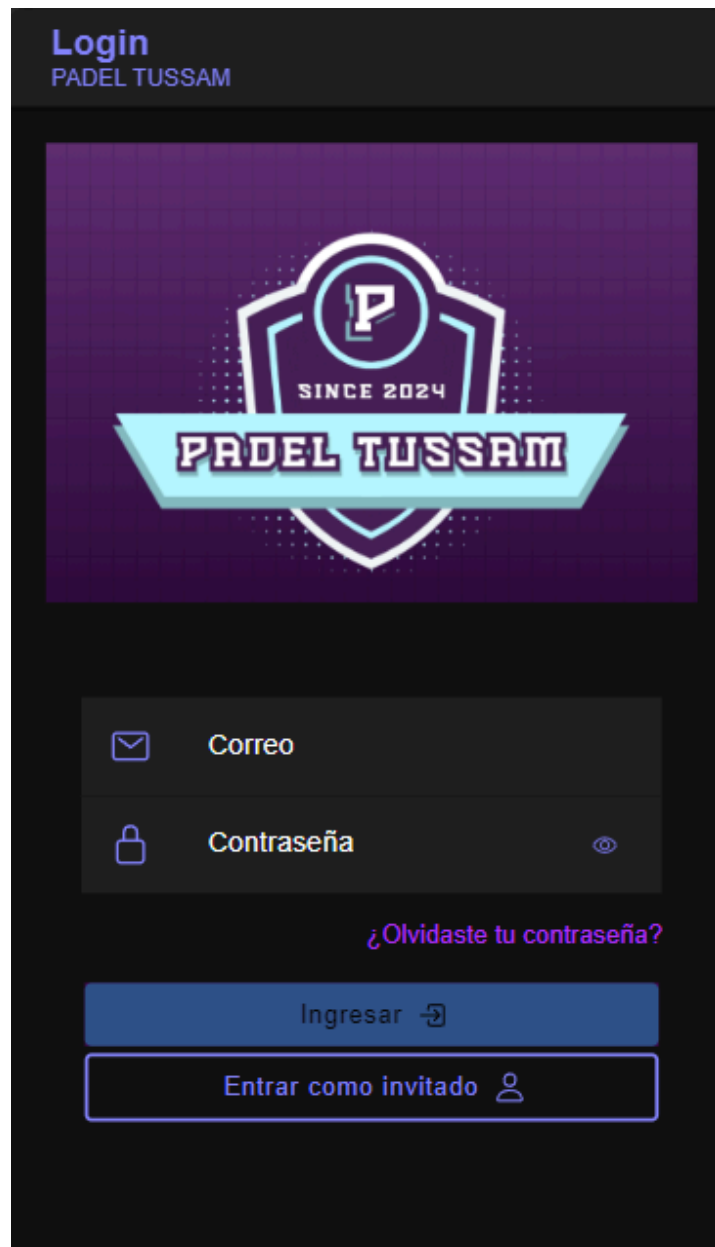 Login
PADEL TUSSAM
P
SINCE 2024
PADEL TUSSAM
Correo
Contraseña
¿Olvidaste tu contraseña?
Ingresar
Entrar como invitado